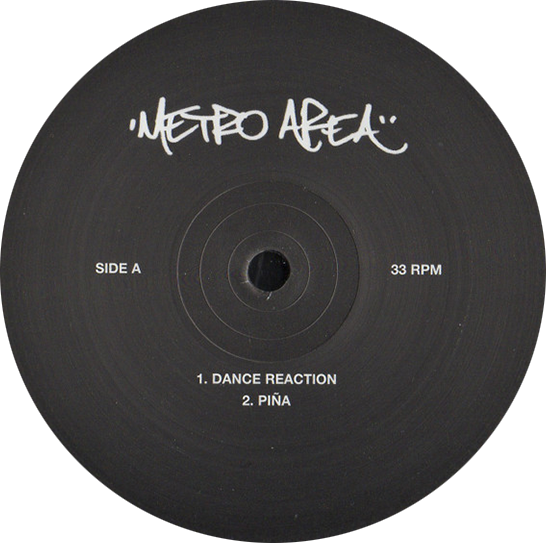 "METRO AREA"
SIDE A
33 RPM
1. DANCE REACTION
2. PIÑA